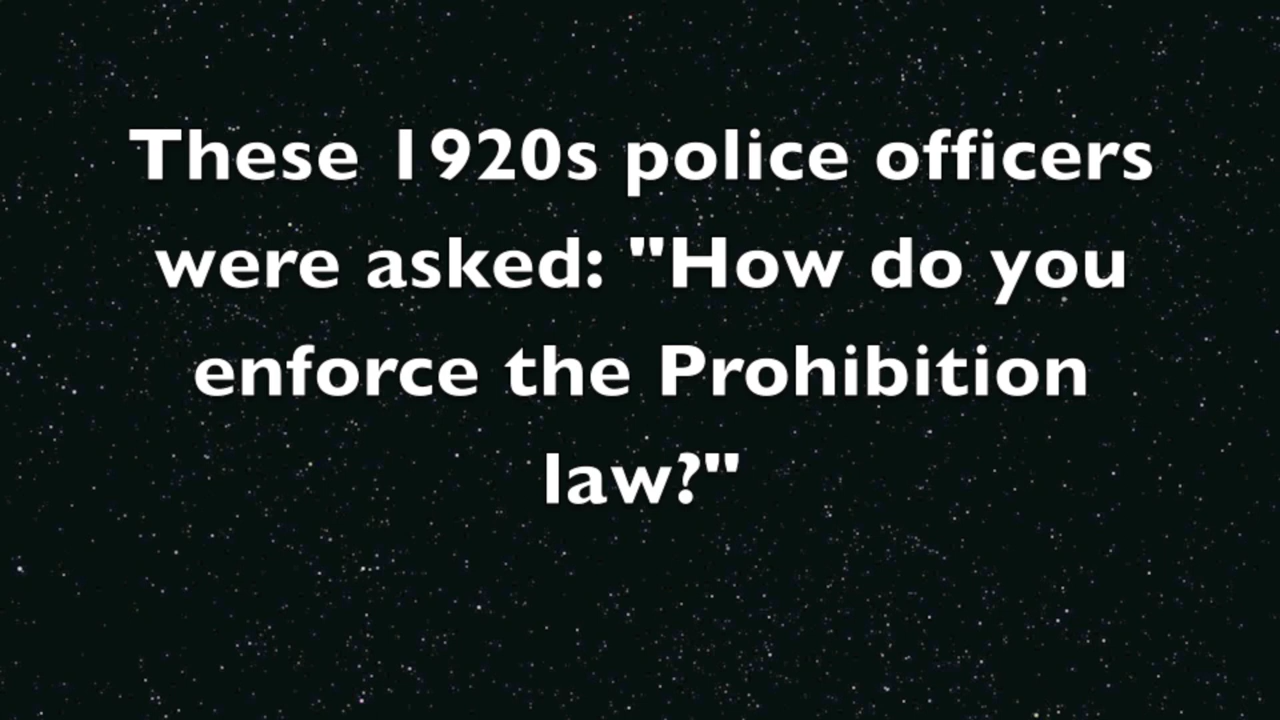 These 1920s police officers
were asked: "How do you
enforce the Prohibition
law?"